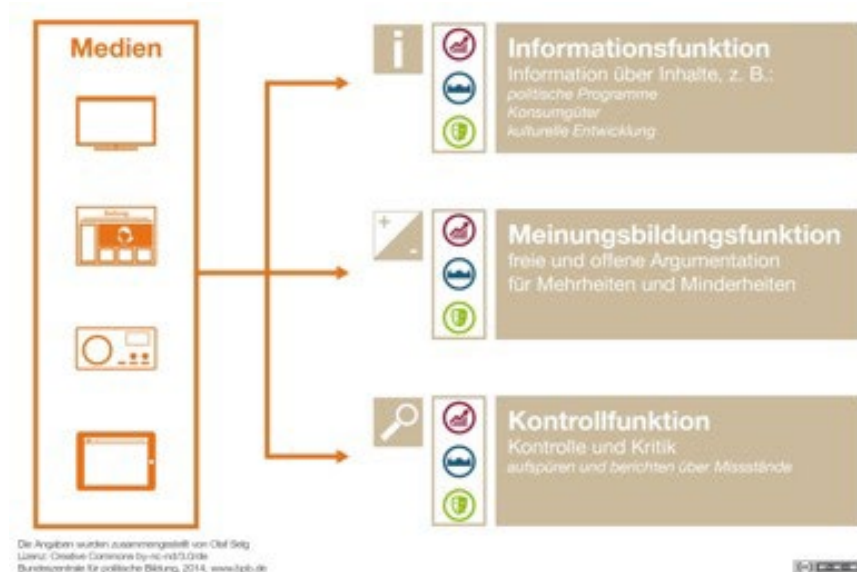 Medien
i
Informationsfunktion
Information über Inhalte, z. B.:
politische Programme
Konsumgüter
kulturelle Entwicklung
+
-
Meinungsbildungsfunktion
freie und offene Argumentation
für Mehrheiten und Minderheiten
Kontrollfunktion
Kontrolle und Kritik
aufspüren und berichten über Missstände
Die Angaben wurden zusammengestellt von Olaf Selg
Lizenz: Creative Commons by-nc-nd/3.0/de
Bundeszentrale für politische Bildung, 2014, www.bpb.de